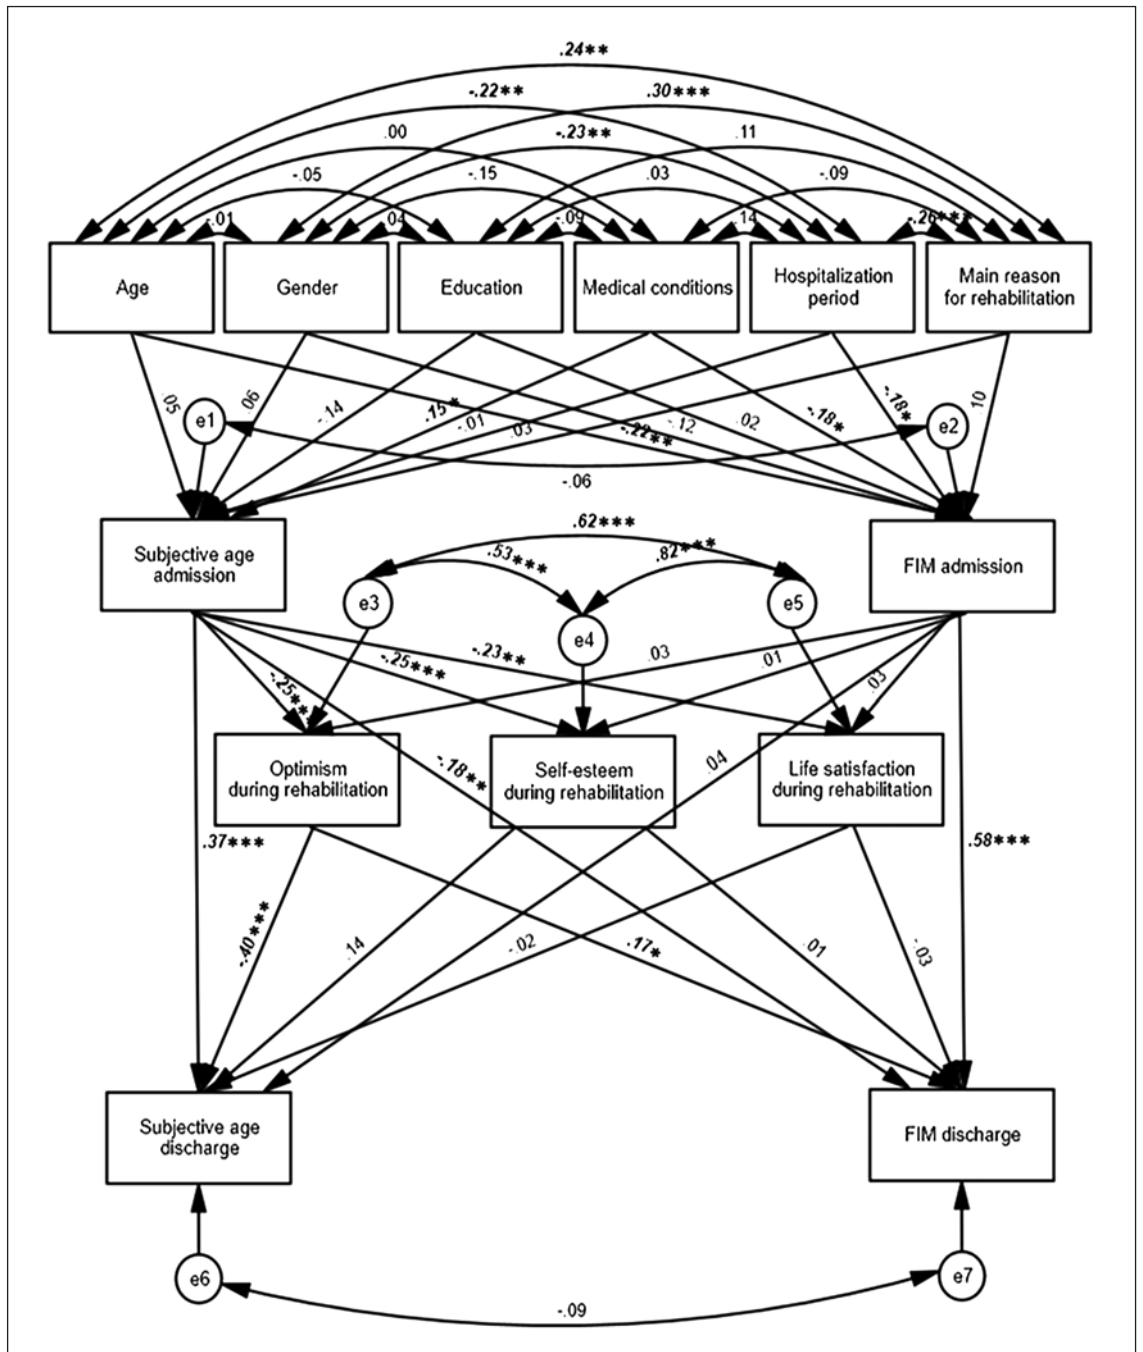 .24**
-.22** .30***
.00 -.23** .11
-.05 -.15 .03 -.09
-.01 .04 -.09 .14 -.26***
Age
Gender
Education
Medical conditions
Hospitalization
period
Main reason
for rehabilitation
.05 .06 -.14 .15* -.01 .03 -.22** -.12 .02 -.18* -.18* .10
e1
e2
-.06
Subjective age
admission
FIM admission
.62***
.53*** .82***
e3
e4
e5
-.25*** -.25*** -.23** .03 .01 .03
Optimism
during rehabilitation
Self-esteem
during rehabilitation
Life satisfaction
during rehabilitation
-.18** .04
.37*** .58***
-.40*** .14 -.02 .17* .01 -.03
Subjective age
discharge
FIM discharge
e6
e7
-.09